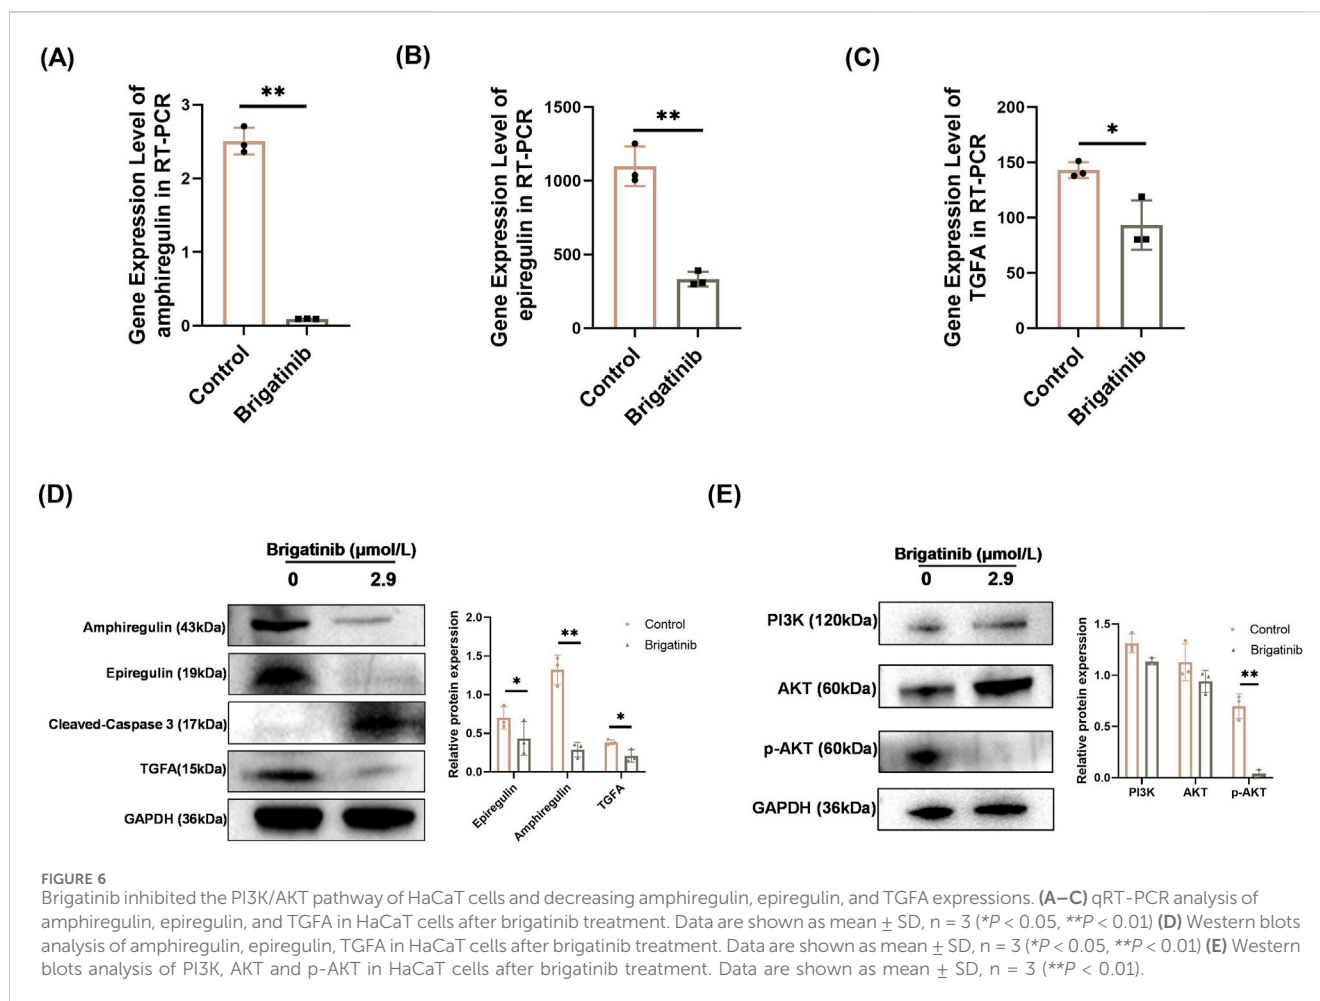 (A)
Gene Expression Level of
amphiregulin in RT-PCR
3
2
1
0
**
Control
Brigatinib
(B)
Gene Expression Level of
epiregulin in RT-PCR
1500
1000
500
0
**
Control
Brigatinib
(C)
Gene Expression Level of
TGFA in RT-PCR
200
150
100
50
0
*
Control
Brigatinib
(D)
Brigatinib (μmol/L)
0 2.9
Amphiregulin (43kDa)
Epiregulin (19kDa)
Cleaved-Caspase 3 (17kDa)
TGFA(15kDa)
GAPDH (36kDa)
Relative protein experssion
2.0
1.5
1.0
0.5
0.0
*
**
*
Control
Brigatinib
Epiregulin
Amphiregulin
TGFA
(E)
Brigatinib (μmol/L)
0 2.9
PI3K (120kDa)
AKT (60kDa)
p-AKT (60kDa)
GAPDH (36kDa)
Relative protein expression
1.5
1.0
0.5
0.0
**
Control
Brigatinib
PI3K AKT p-AKT
FIGURE 6
Brigatinib inhibited the PI3K/AKT pathway of HaCaT cells and decreasing amphiregulin, epiregulin, and TGFA expressions. (A–C) qRT-PCR analysis of
amphiregulin, epiregulin, and TGFA in HaCaT cells after brigatinib treatment. Data are shown as mean ± SD, n = 3 (*P < 0.05, **P < 0.01) (D) Western blots
analysis of amphiregulin, epiregulin, TGFA in HaCaT cells after brigatinib treatment. Data are shown as mean ± SD, n = 3 (*P < 0.05, **P < 0.01) (E) Western
blots analysis of PI3K, AKT and p-AKT in HaCaT cells after brigatinib treatment. Data are shown as mean ± SD, n = 3 (**P < 0.01).